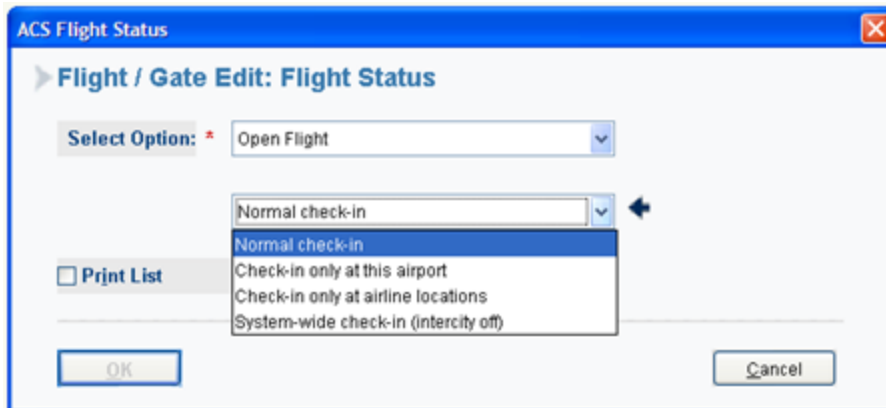 ACS Flight Status
Flight / Gate Edit: Flight Status
Select Option: * Open Flight
Normal check-in
Normal check-in
Check-in only at this airport
Print List
Check-in only at airline locations
System-wide check-in (intercity off)
OK Cancel